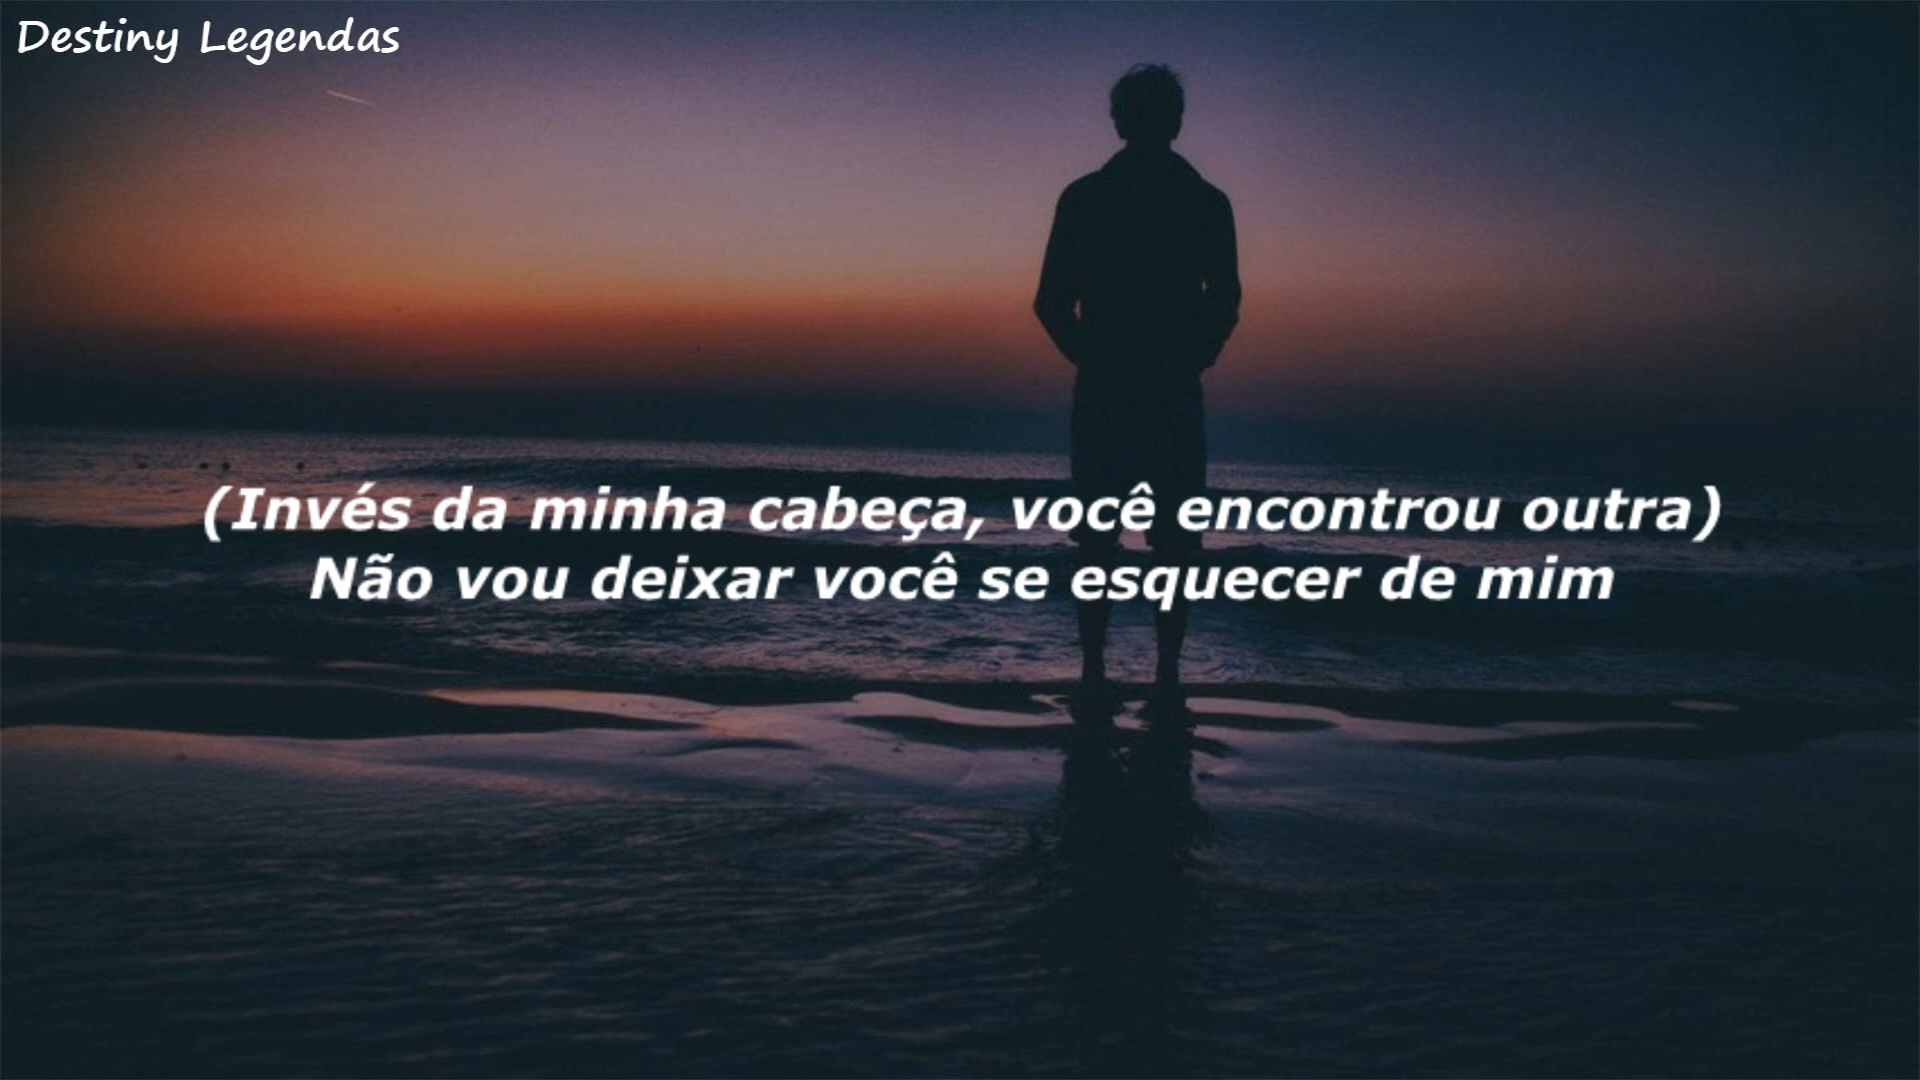 Destiny Legendas
(Invés da minha cabeça, você encontrou outra)
Não vou deixar você se esquecer de mim